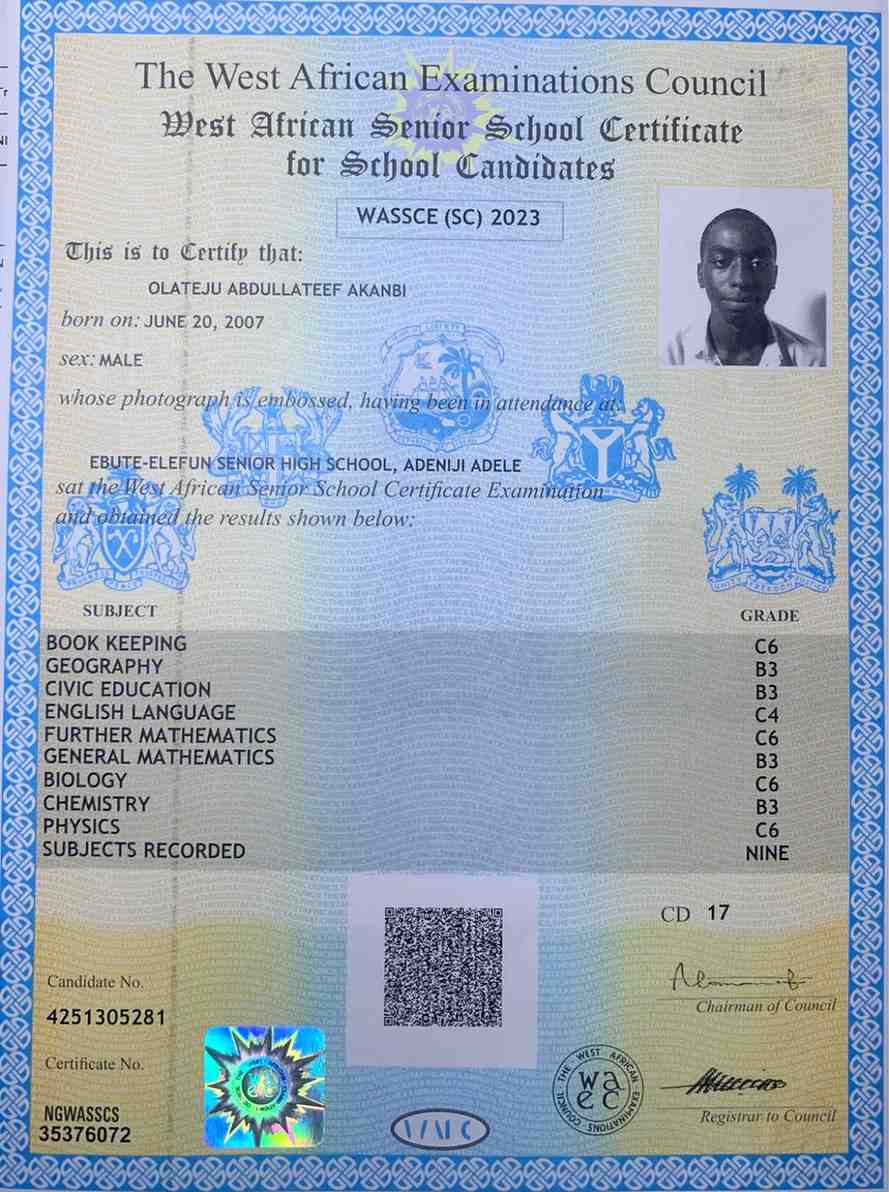 The West African Examinations Council
West African Senior School Certificate
for School Candidates
WASSCE (SC) 2023
This is to Certify that:
OLATEJU ABDULLATEEF AKANBI
born on: JUNE 20, 2007
sex: MALE
whose photograph is embossed, having been in attendance at:
EBUTE-ELEFUN SENIOR HIGH SCHOOL, ADENIJI ADELE
sat the West African Senior School Certificate Examination
and obtained the results shown below:
SUBJECT GRADE
BOOK KEEPING C6
GEOGRAPHY B3
CIVIC EDUCATION B3
ENGLISH LANGUAGE C4
FURTHER MATHEMATICS C6
GENERAL MATHEMATICS B3
BIOLOGY C6
CHEMISTRY B3
PHYSICS C6
SUBJECTS RECORDED NINE
CD 17
Candidate No.
4251305281
Chairman of Council
Certificate No.
NGWASSCS
35376072
THE WEST AFRICAN EXAMINATIONS COUNCIL
waec
Registrar to Council